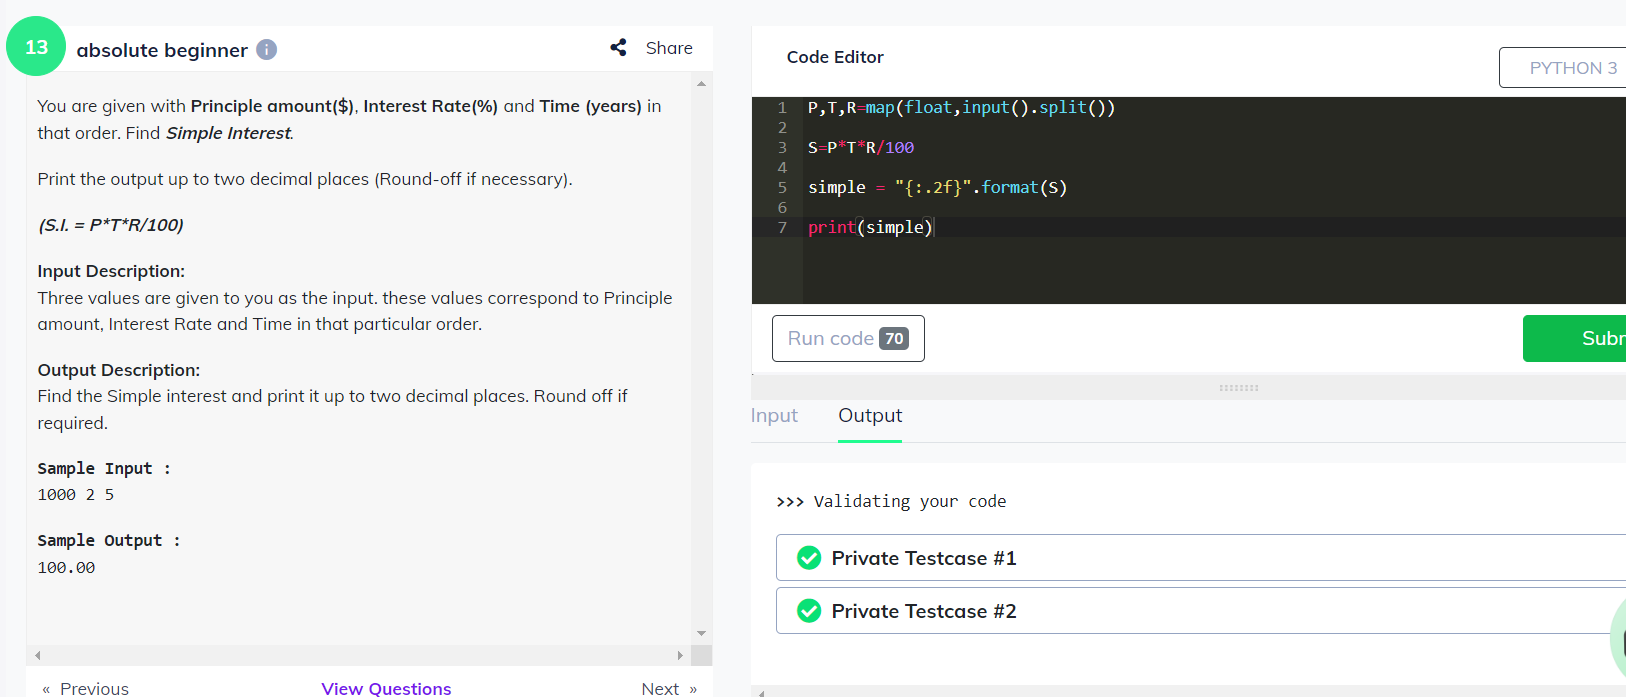 13
absolute beginner
Share
You are given with Principle amount($), Interest Rate(%) and Time (years) in
that order. Find Simple Interest.
Print the output up to two decimal places (Round-off if necessary).
(S.I. = P*T*R/100)
Input Description:
Three values are given to you as the input. these values correspond to Principle
amount, Interest Rate and Time in that particular order.
Output Description:
Find the Simple interest and print it up to two decimal places. Round off if
required.
Sample Input :
1000 2 5
Sample Output :
100.00
« Previous
View Questions
Next »
Code Editor
PYTHON 3
1 P,T,R=map(float,input().split())
2
3 S=P*T*R/100
4
5 simple = "{:.2f}".format(S)
6
7 print(simple)
Run code 70
Subr
Input
Output
>>> Validating your code
Private Testcase #1
Private Testcase #2